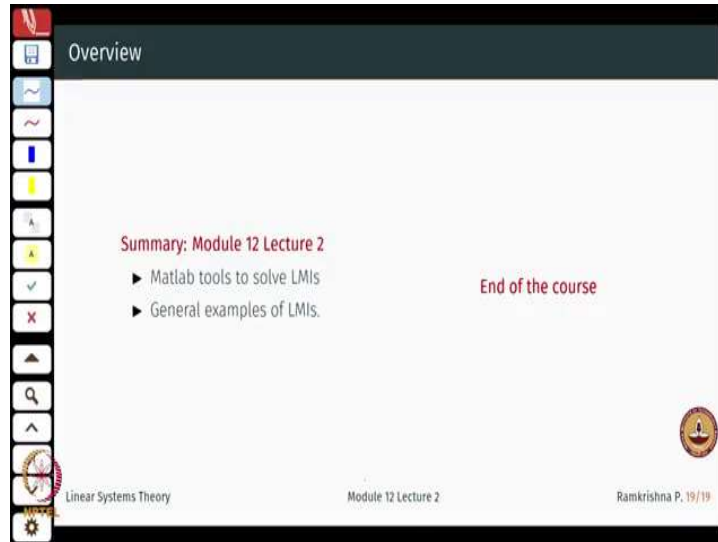 Overview
Summary: Module 12 Lecture 2
▶ Matlab tools to solve LMIs
▶ General examples of LMIs.
End of the course
NPTEL
Linear Systems Theory
Module 12 Lecture 2
Ramkrishna P. 19/19